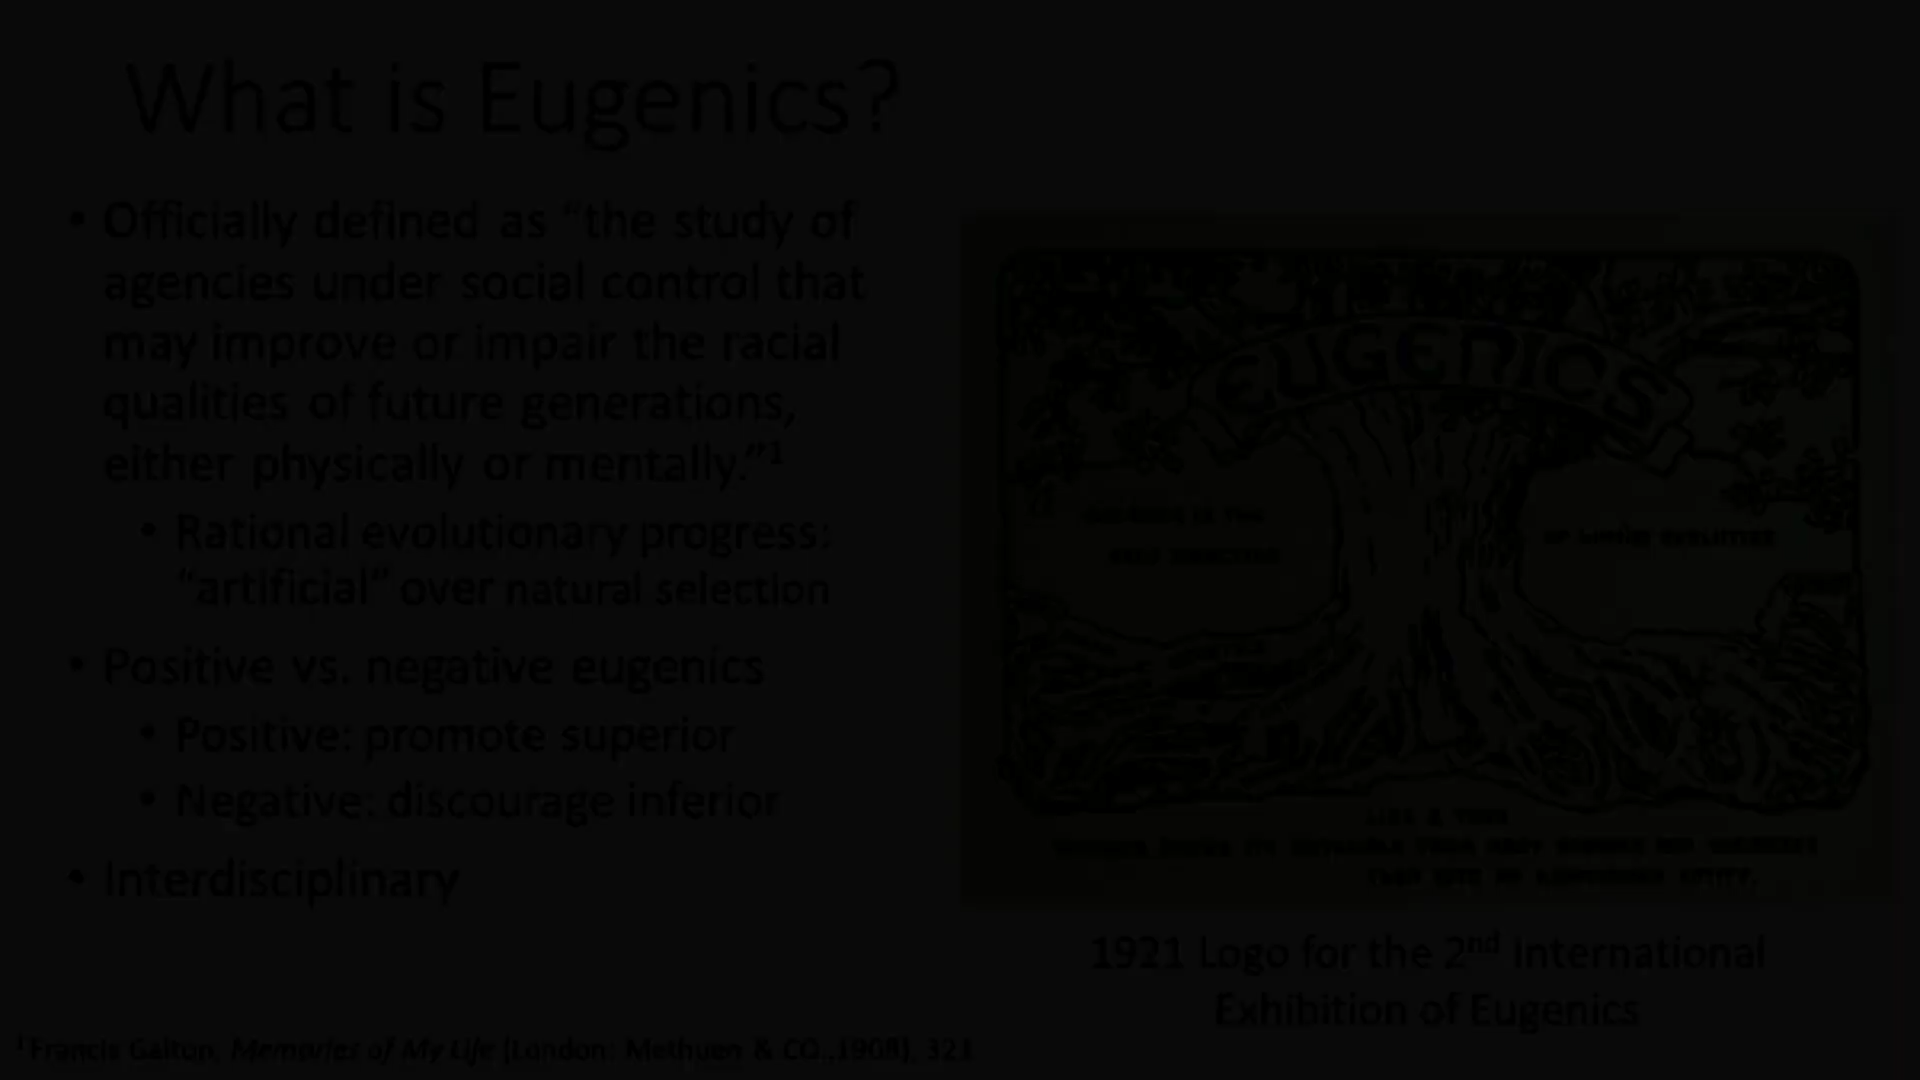 What is Eugenics?
• Officially defined as “the study of
agencies under social control that
may improve or impair the racial
qualities of future generations,
either physically or mentally.”¹
• Rational evolutionary progress:
“artificial” over natural selection
• Positive vs. negative eugenics
• Positive: promote superior
• Negative: discourage inferior
• Interdisciplinary
¹Francis Galton, Memories of My Life (London: Methuen & CO.,1908), 321
EUGENICS
LIKE A TREE
1921 Logo for the 2nd International
Exhibition of Eugenics